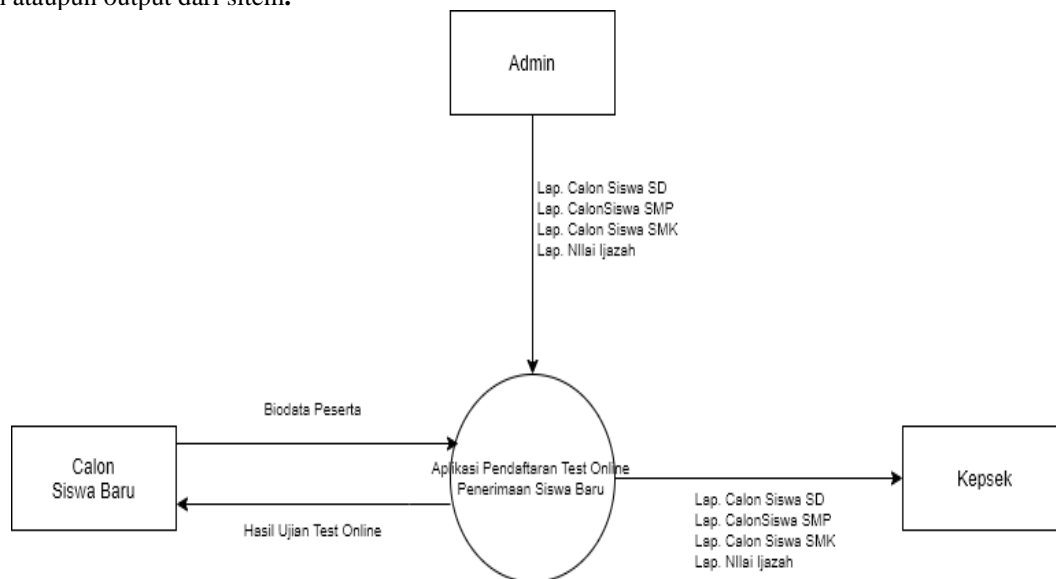 ataupun output dari sitem.
Admin
Lap. Calon Siswa SD
Lap. CalonSiswa SMP
Lap. Calon Siswa SMK
Lap. NIlai Ijazah
Biodata Peserta
Calon
Siswa Baru
Aplikasi Pendaftaran Test Online
Penerimaan Siswa Baru
Kepsek
Hasil Ujian Test Online
Lap. Calon Siswa SD
Lap. CalonSiswa SMP
Lap. Calon Siswa SMK
Lap. NIlai Ijazah